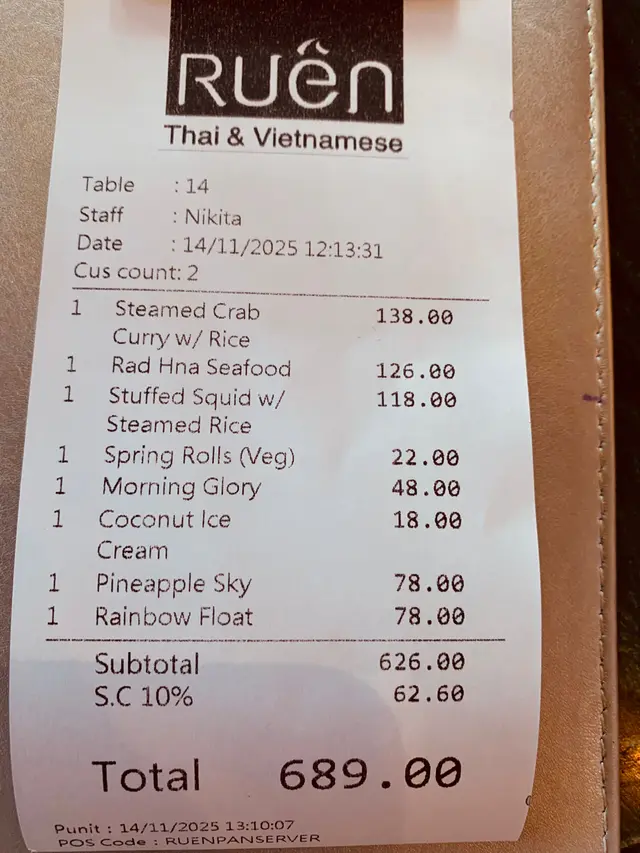 Ruên
Thai & Vietnamese
Table : 14
Staff : Nikita
Date : 14/11/2025 12:13:31
Cus count: 2
1 Steamed Crab 138.00
Curry w/ Rice
1 Rad Hna Seafood 126.00
1 Stuffed Squid w/ 118.00
Steamed Rice
1 Spring Rolls (Veg) 22.00
1 Morning Glory 48.00
1 Coconut Ice 18.00
Cream
1 Pineapple Sky 78.00
1 Rainbow Float 78.00
Subtotal 626.00
S.C 10% 62.60
Total 689.00
Punit : 14/11/2025 13:10:07
POS Code : RUENPANSERVER